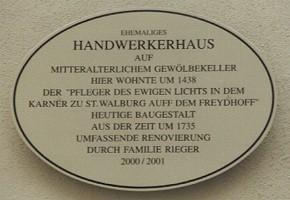 EHEMALIGES
HANDWERKERHAUS
AUF
MITTERALTERLICHEM GEWÖLBEKELLER
HIER WOHNTE UM 1438
DER "PFLEGER DES EWIGEN LICHTS IN DEM
KARNER ZU ST.WALBURG AUFF DEM FREYDHOFF"
HEUTIGE BAUGESTALT
AUS DER ZEIT UM 1735
UMFASSENDE RENOVIERUNG
DURCH FAMILIE RIEGER
2000/2001